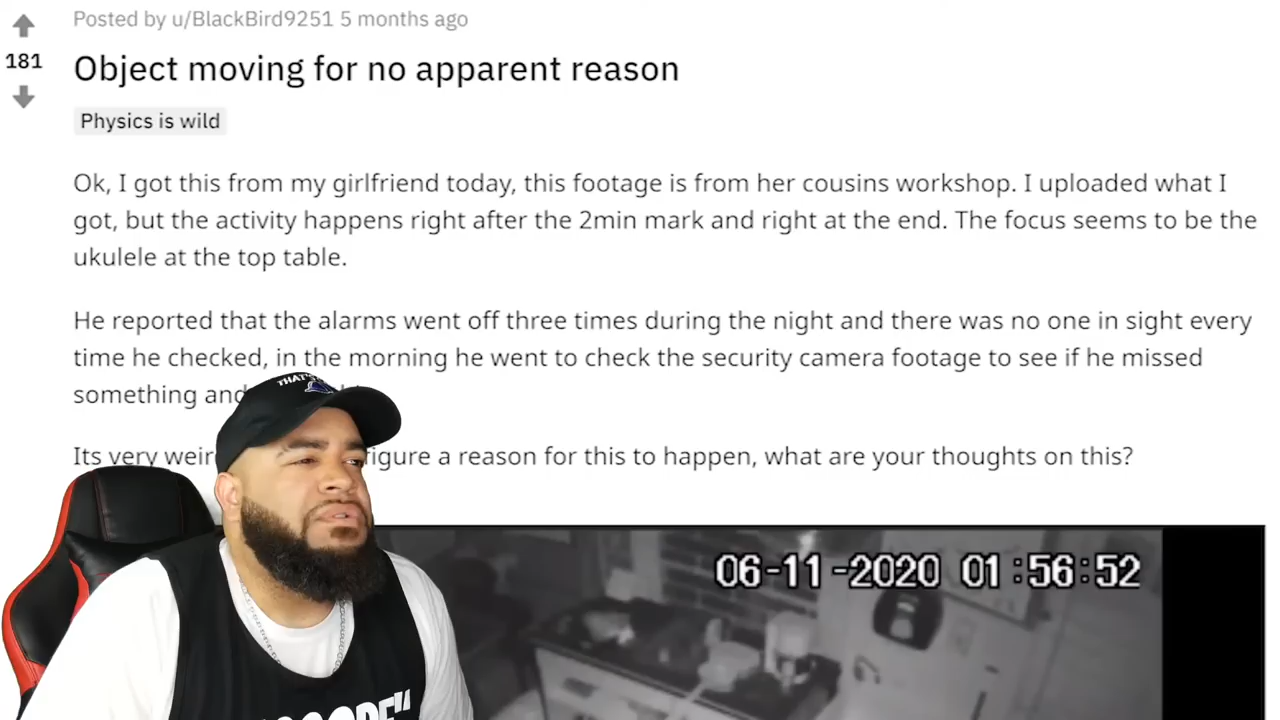 Posted by u/BlackBird9251 5 months ago
181
Object moving for no apparent reason
Physics is wild
Ok, I got this from my girlfriend today, this footage is from her cousins workshop. I uploaded what I
got, but the activity happens right after the 2min mark and right at the end. The focus seems to be the
ukulele at the top table.
He reported that the alarms went off three times during the night and there was no one in sight every
time he checked, in the morning he went to check the security camera footage to see if he missed
something and
Its very weir igure a reason for this to happen, what are your thoughts on this?
06-11-2020 01:56:52
THAT'S